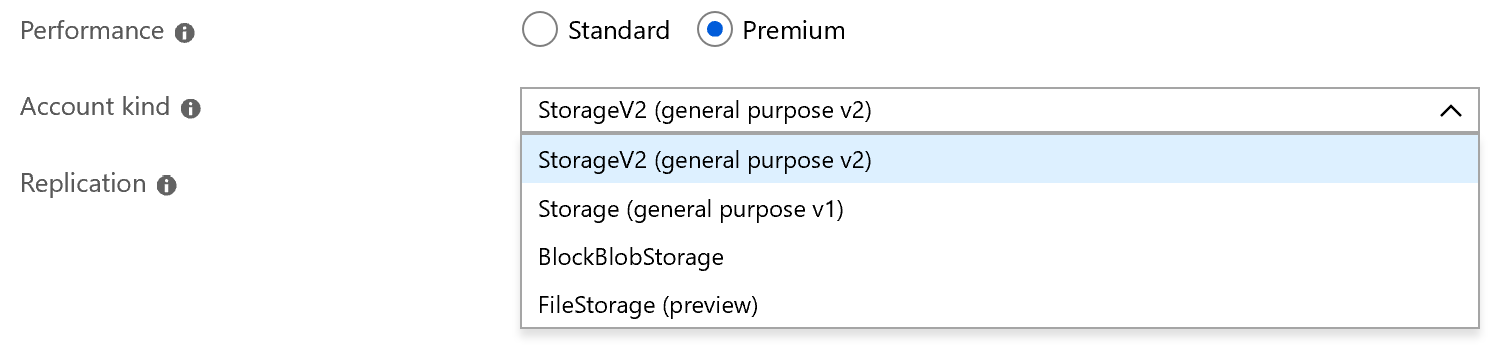 Performance
Standard
Premium
Account kind
StorageV2 (general purpose v2)
StorageV2 (general purpose v2)
Storage (general purpose v1)
BlockBlobStorage
FileStorage (preview)
Replication